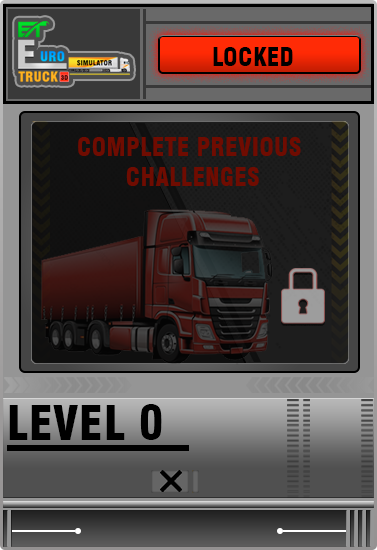 ET
EURO
TRUCK 3D
SIMULATOR
LOCKED
COMPLETE PREVIOUS
CHALLENGES
LEVEL 0